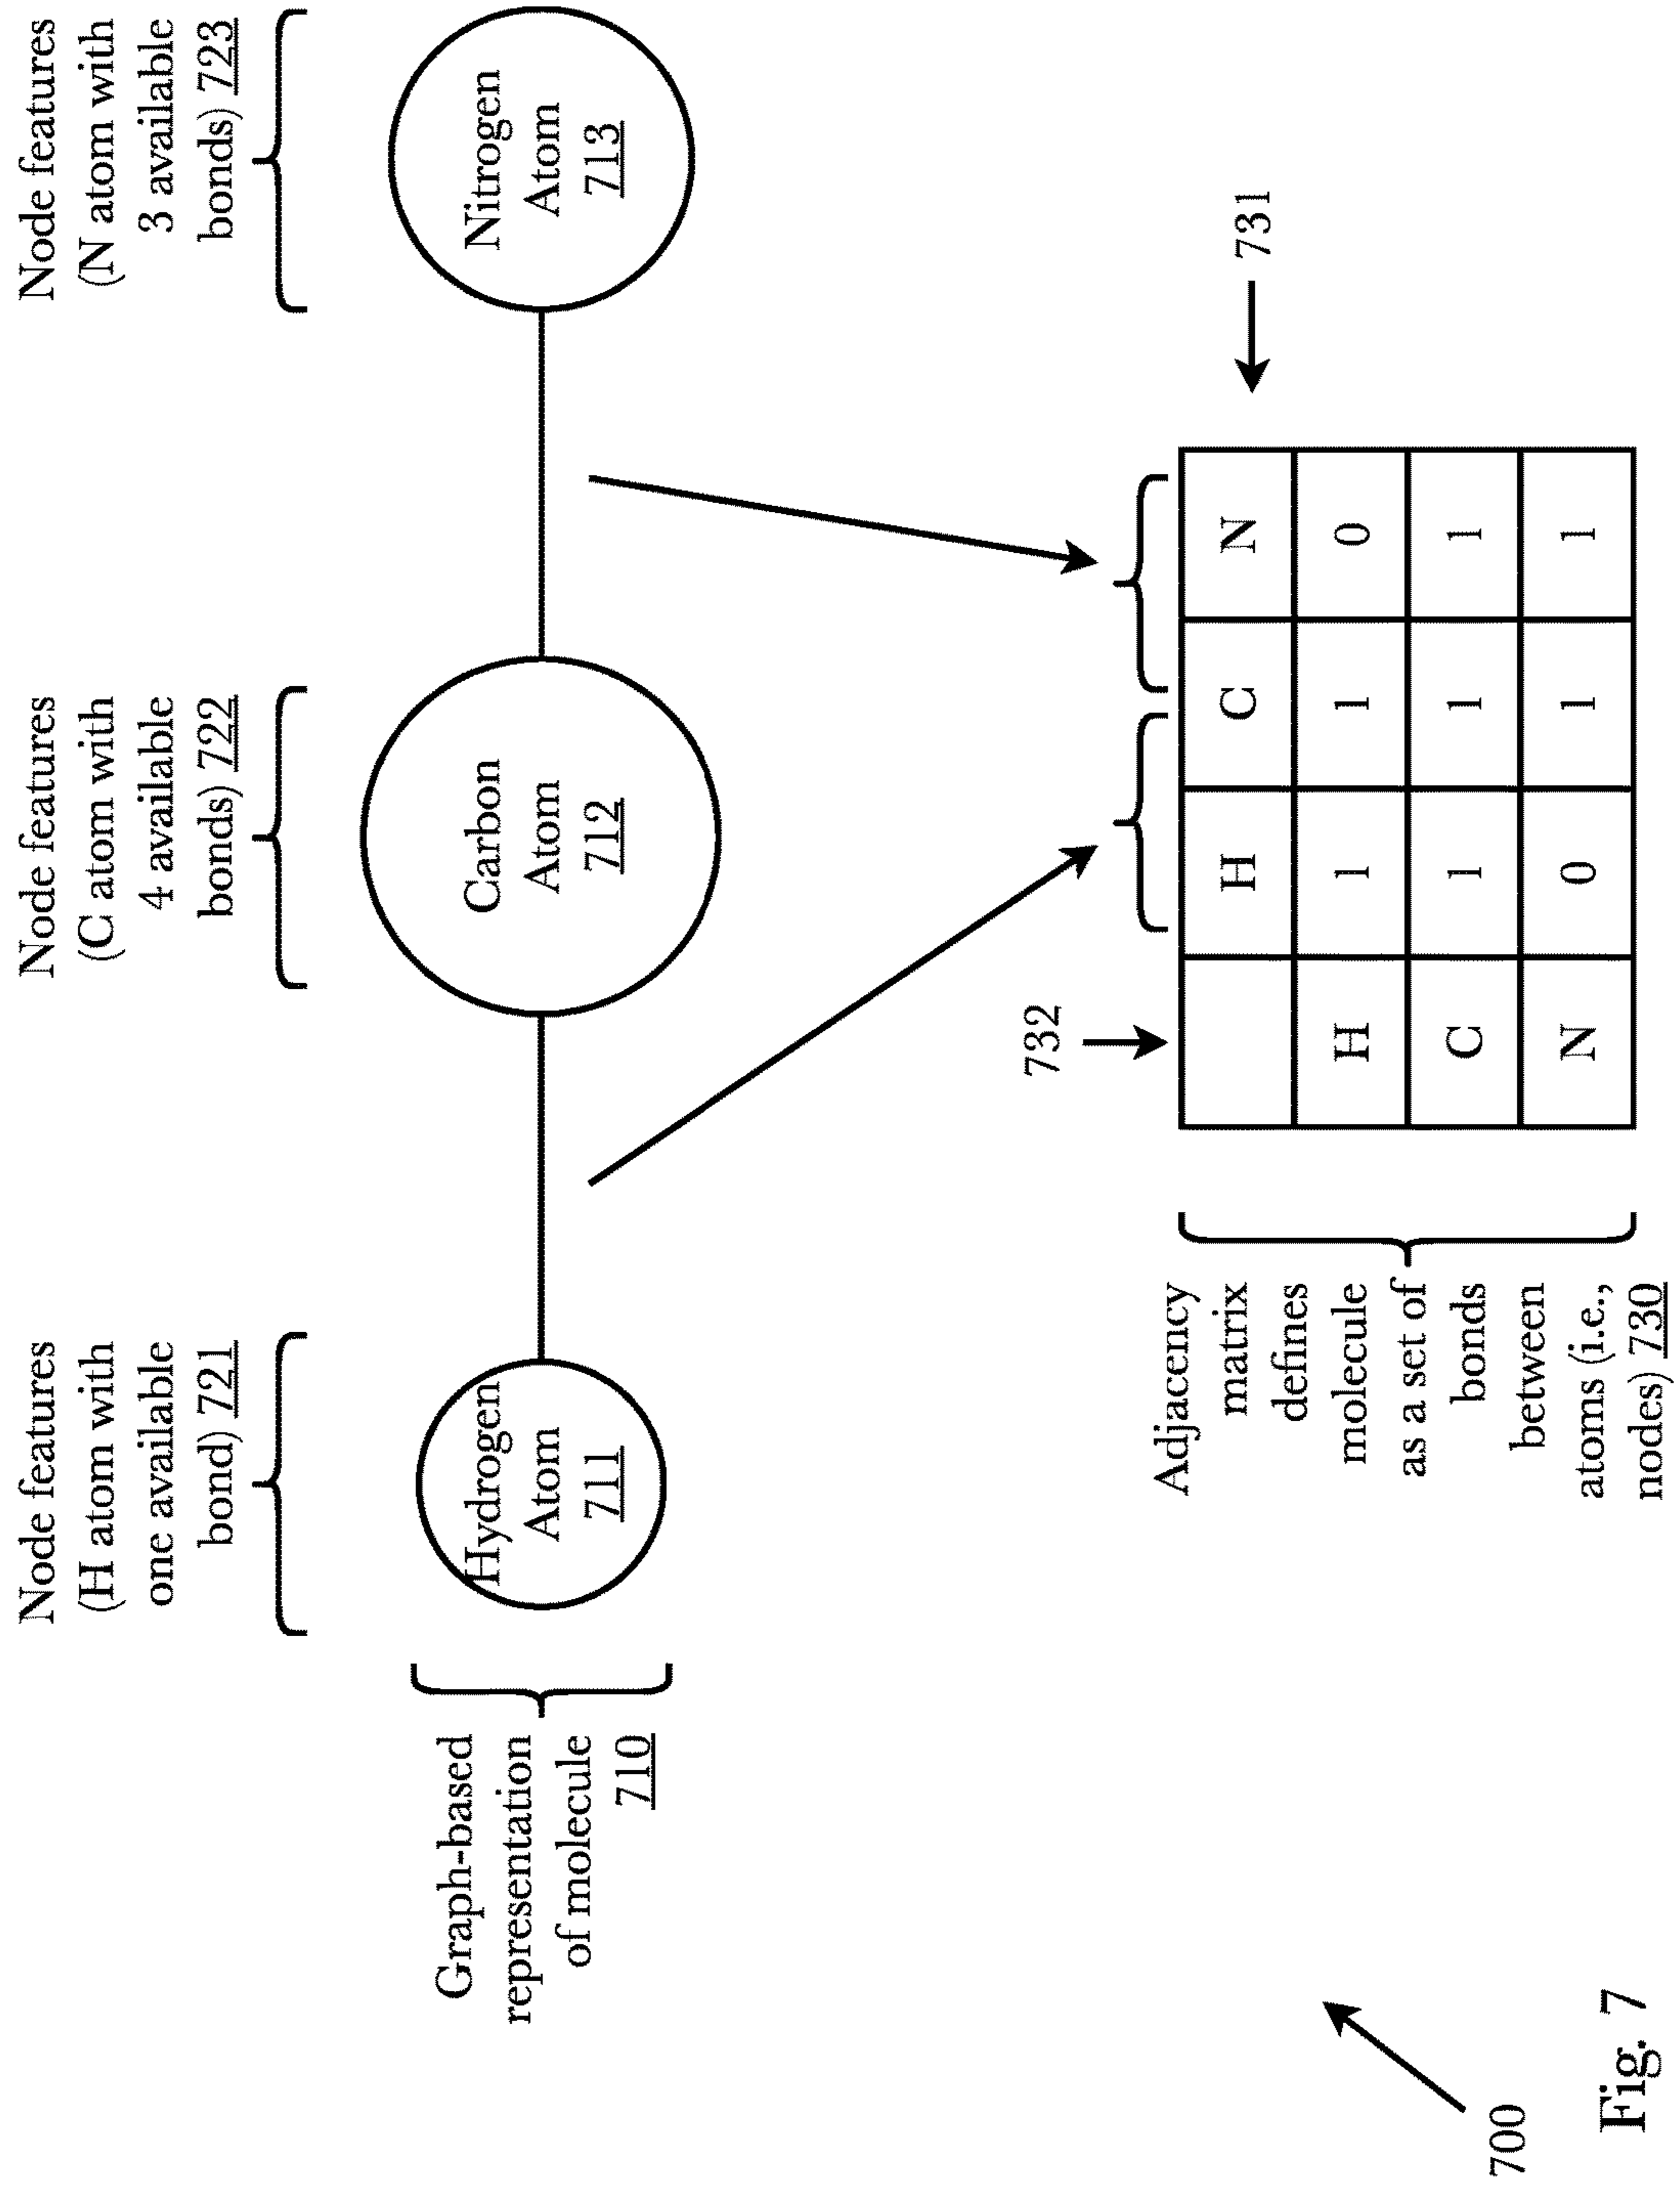 Node features
(H atom with
one available
bond) 721
Node features
(C atom with
4 available
bonds) 722
Node features
(N atom with
3 available
bonds) 723
Graph-based
representation
of molecule
710
Hydrogen
Atom
711
Carbon
Atom
712
Nitrogen
Atom
713
Adjacency
matrix
defines
molecule
as a set of
bonds
between
atoms (i.e.,
nodes) 730
732
731
H C N
H 1 1 0
C 1 1 1
N 0 1 1
700
Fig. 7